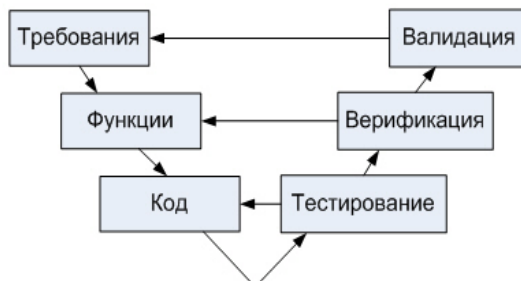 Требования
Валидация
Функции
Верификация
Код
Тестирование